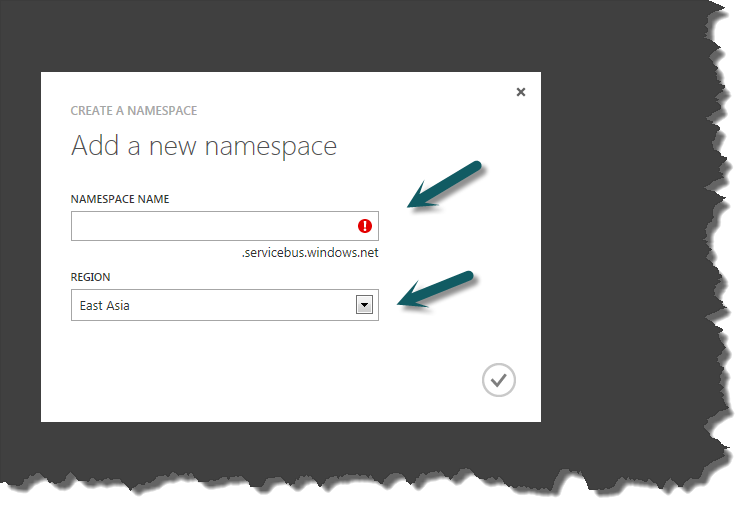 CREATE A NAMESPACE
Add a new namespace
NAMESPACE NAME
.servicebus.windows.net
REGION
East Asia